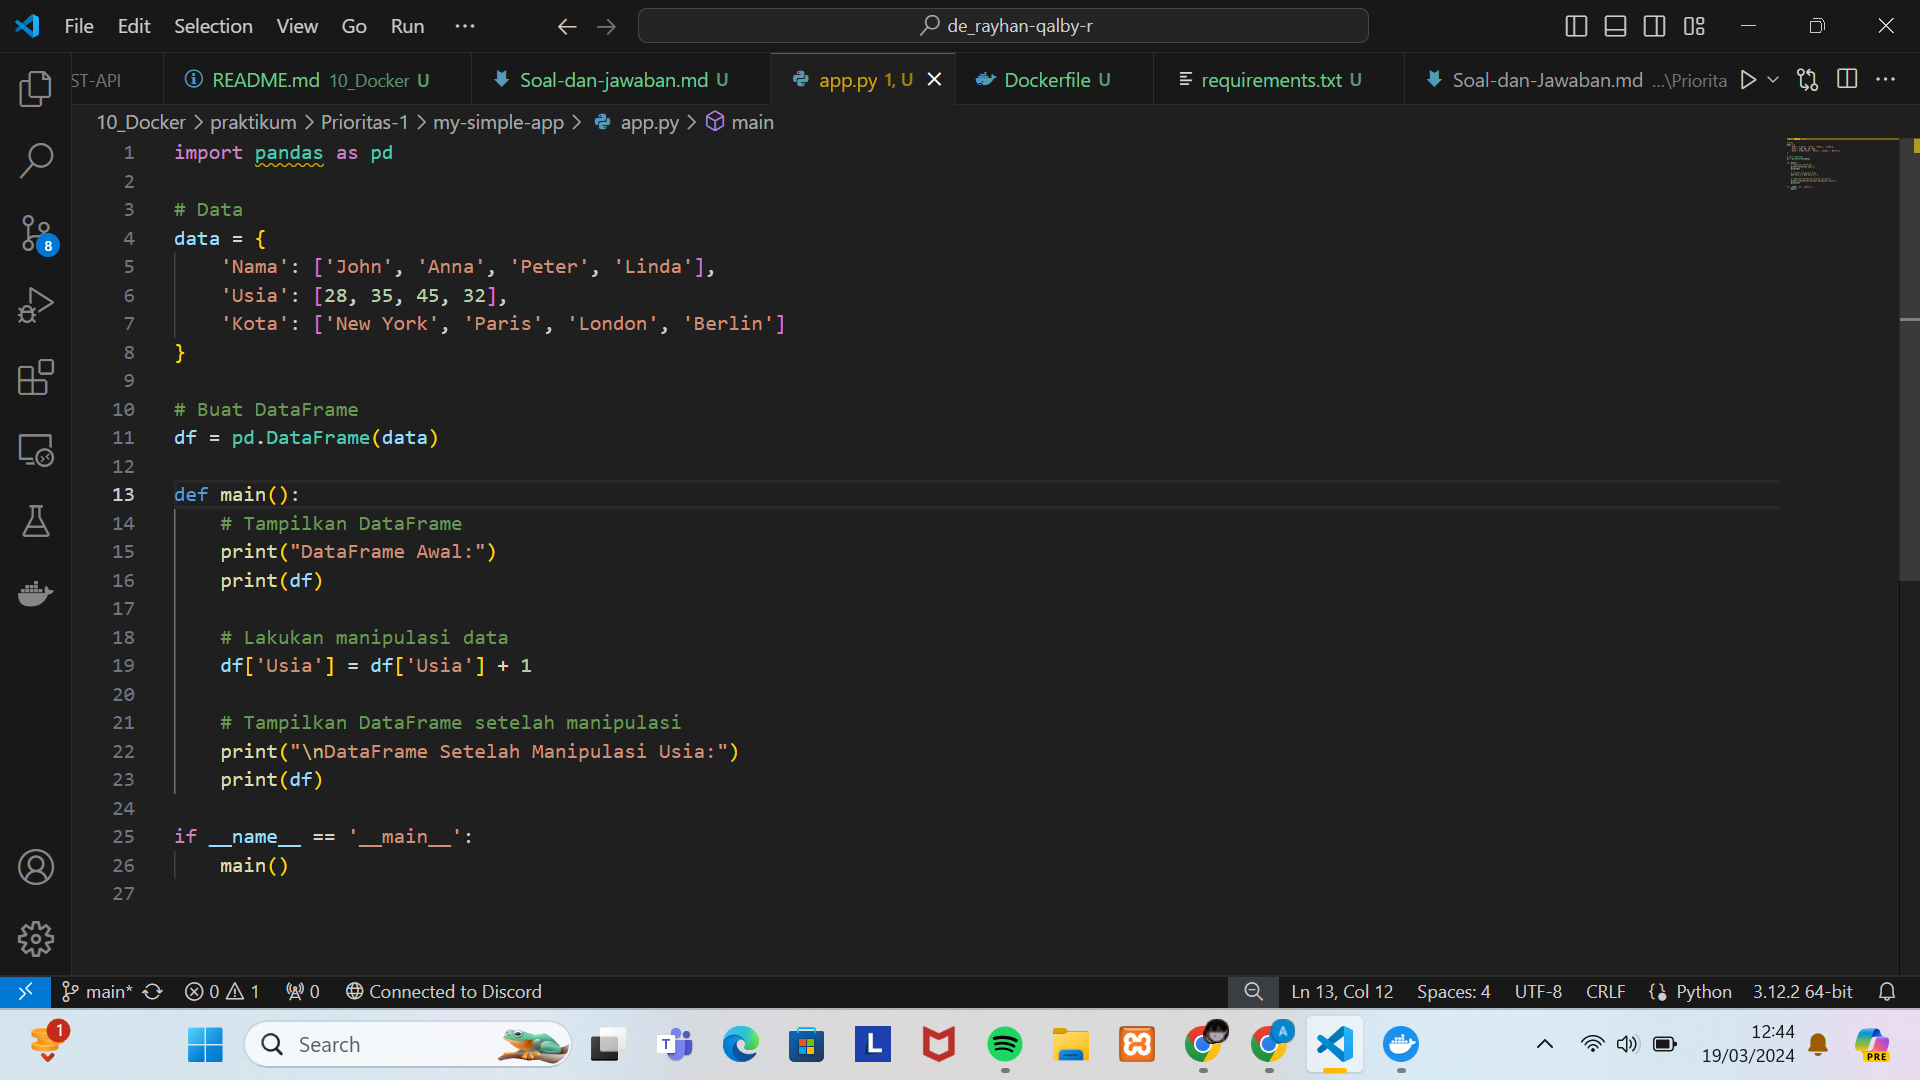 File Edit Selection View Go Run ··· de_rayhan-qalby-r
ST-API README.md 10_Docker U Soal-dan-jawaban.md U app.py 1, U Dockerfile U requirements.txt U Soal-dan-Jawaban.md ...\Priorita
10_Docker > praktikum > Prioritas-1 > my-simple-app > app.py > main
1 import pandas as pd
2
3 # Data
4 data = {
5     'Nama': ['John', 'Anna', 'Peter', 'Linda'],
6     'Usia': [28, 35, 45, 32],
7     'Kota': ['New York', 'Paris', 'London', 'Berlin']
8 }
9
10 # Buat DataFrame
11 df = pd.DataFrame(data)
12
13 def main():
14     # Tampilkan DataFrame
15     print("DataFrame Awal:")
16     print(df)
17
18     # Lakukan manipulasi data
19     df['Usia'] = df['Usia'] + 1
20
21     # Tampilkan DataFrame setelah manipulasi
22     print("\nDataFrame Setelah Manipulasi Usia:")
23     print(df)
24
25 if __name__ == '__main__':
26     main()
27
8
main* 0 1 0 Connected to Discord Ln 13, Col 12 Spaces: 4 UTF-8 CRLF Python 3.12.2 64-bit
1 Search T L A PRE
12:44
19/03/2024